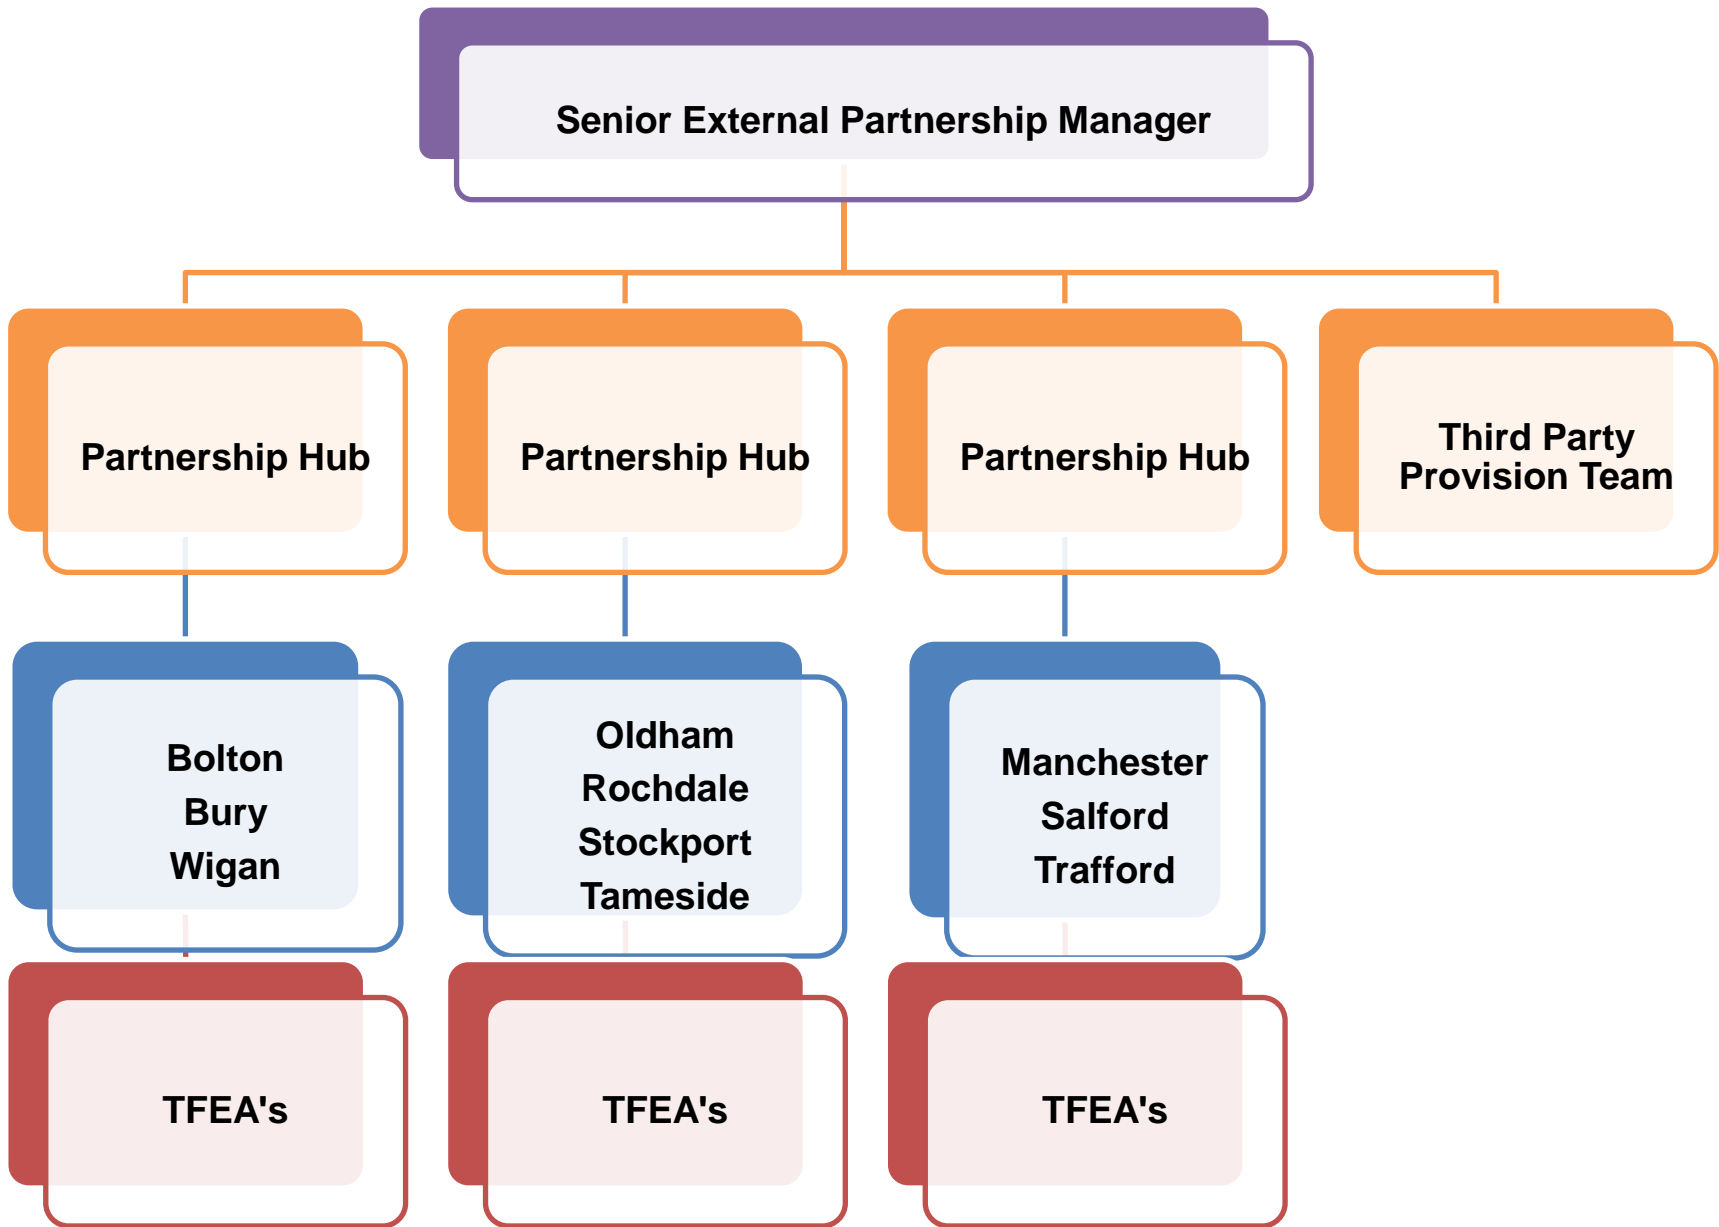 Senior External Partnership Manager
Partnership Hub
Partnership Hub
Partnership Hub
Third Party
Provision Team
Bolton
Bury
Wigan
Oldham
Rochdale
Stockport
Tameside
Manchester
Salford
Trafford
TFEA's
TFEA's
TFEA's